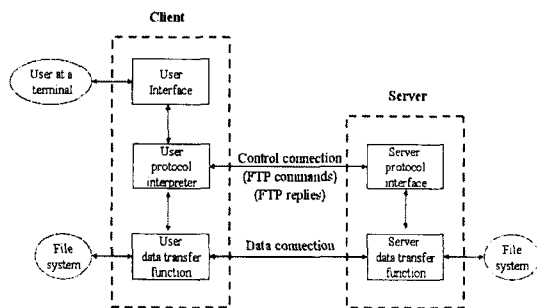 Client
User at a
terminal
User
Interface
Server
User
protocol
interpreter
Control connection
(FTP commands)
(FTP replies)
Server
protocol
interface
File
system
User
data transfer
function
Data connection
Server
data transfer
function
File
system